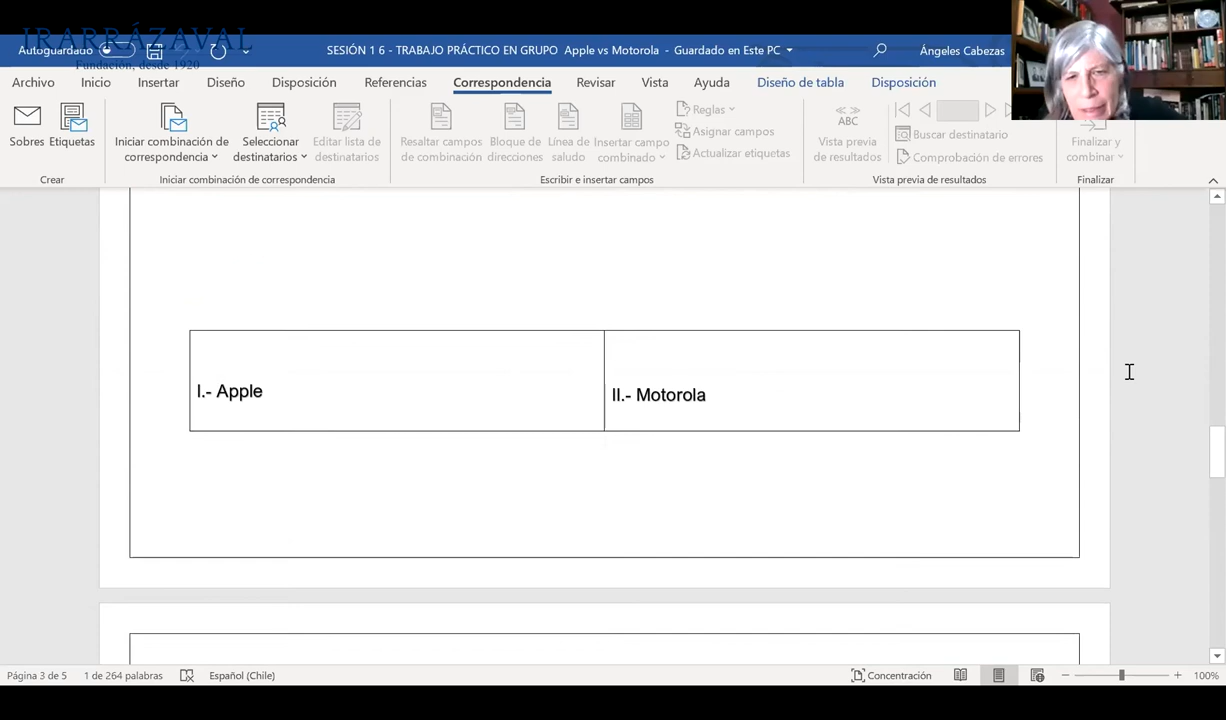 IRARRÁZAVAL
Fundación, desde 1920
Autoguardado
SESIÓN 1 6 - TRABAJO PRÁCTICO EN GRUPO Apple vs Motorola - Guardado en Este PC
Ángeles Cabezas
Archivo Inicio Insertar Diseño Disposición Referencias Correspondencia Revisar Vista Ayuda Diseño de tabla Disposición
Sobres Etiquetas
Iniciar combinación de correspondencia
Seleccionar destinatarios
Editar lista de destinatarios
Resaltar campos de combinación
Bloque de direcciones
Línea de saludo
Insertar campo combinado
Reglas
Asignar campos
Actualizar etiquetas
ABC
Vista previa de resultados
Buscar destinatario
Comprobación de errores
Finalizar y combinar
Crear
Iniciar combinación de correspondencia
Escribir e insertar campos
Vista previa de resultados
Finalizar
I.- Apple
II.- Motorola
Página 3 de 5 1 de 264 palabras Español (Chile) Concentración 100%